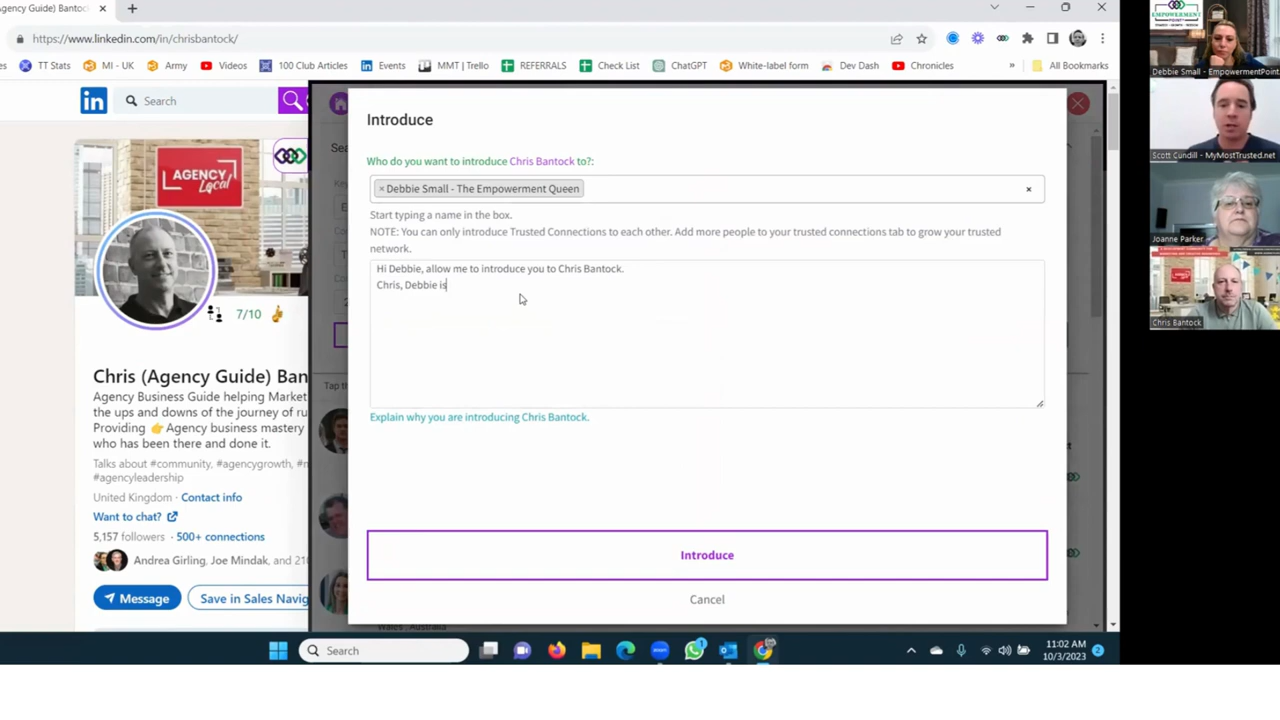 Agency Guide) Bantoc
https://www.linkedin.com/in/chrisbantock/
TT Stats
MI - UK
Army
Videos
100 Club Articles
Events
MMT | Trello
REFERRALS
Check List
ChatGPT
White-label form
Dev Dash
Chronicles
»
All Bookmarks
Search
AGENCY
Local
7/10
Chris (Agency Guide) Ban
Agency Business Guide helping Market
the ups and downs of the journey of ru
Providing 👉 Agency business mastery
who has been there and done it.
Talks about #community, #agencygrowth, #n
#agencyleadership
United Kingdom · Contact info
Want to chat?
5,157 followers · 500+ connections
Andrea Girling, Joe Mindak, and 21
Message
Save in Sales Navig
Introduce
Who do you want to introduce Chris Bantock to?:
× Debbie Small - The Empowerment Queen
×
Start typing a name in the box.
NOTE: You can only introduce Trusted Connections to each other. Add more people to your trusted connections tab to grow your trusted
network.
Hi Debbie, allow me to introduce you to Chris Bantock.
Chris, Debbie is
Explain why you are introducing Chris Bantock.
Introduce
Cancel
Wales, Australia
EMPOWERMENT
Debbie Small - EmpowermentPoint
Scott Cundill - MyMostTrusted.net
Joanne Parker
Chris Bantock
Search
1
11:02 AM
10/3/2023
2